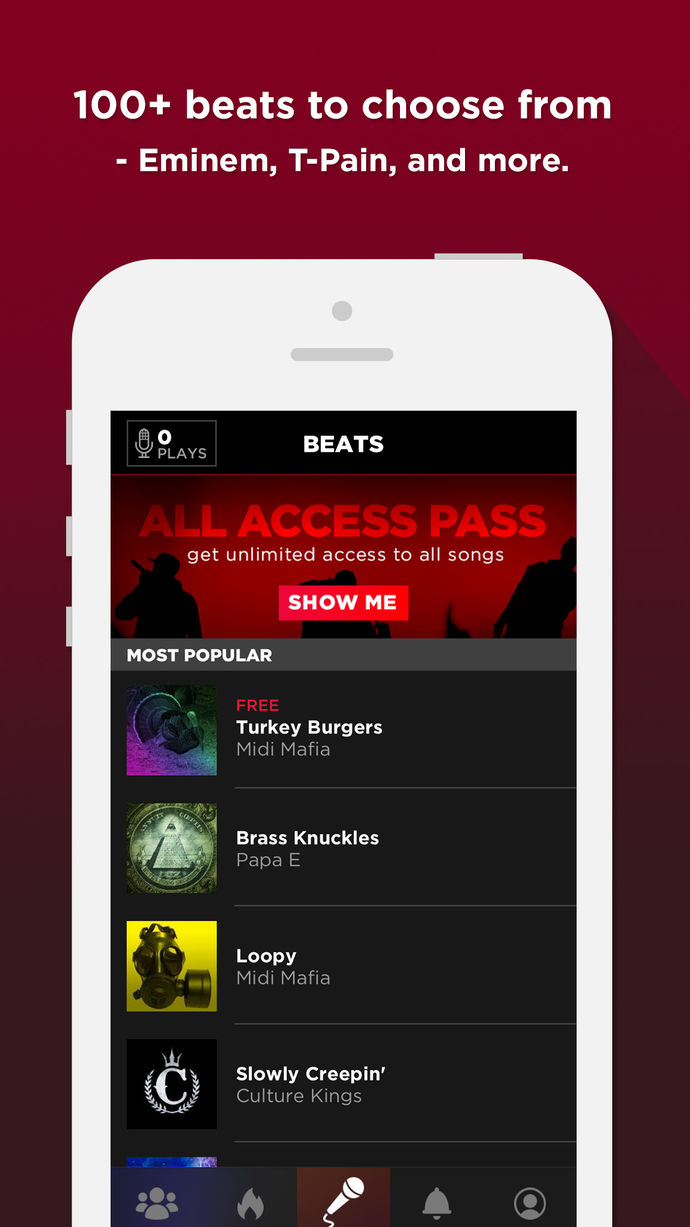 100+ beats to choose from
- Eminem, T-Pain, and more.
0
PLAYS
BEATS
ALL ACCESS PASS
get unlimited access to all songs
SHOW ME
MOST POPULAR
FREE
Turkey Burgers
Midi Mafia
Brass Knuckles
Papa E
Loopy
Midi Mafia
C
Slowly Creepin'
Culture Kings